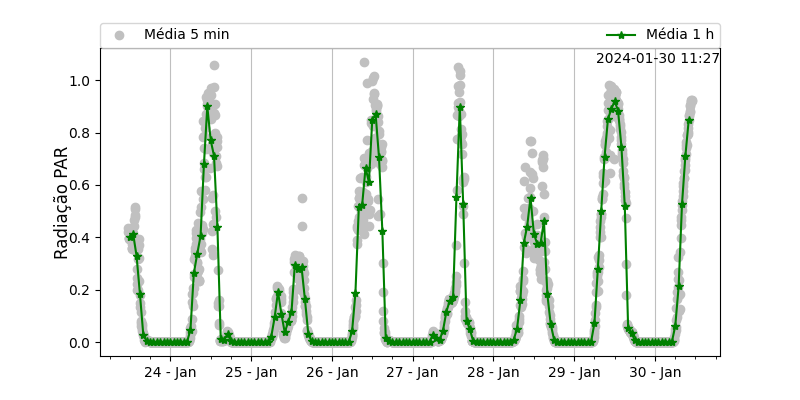 Média 5 min
Média 1 h
2024-01-30 11:27
Radiação PAR
1.0
0.8
0.6
0.4
0.2
0.0
24 - Jan
25 - Jan
26 - Jan
27 - Jan
28 - Jan
29 - Jan
30 - Jan